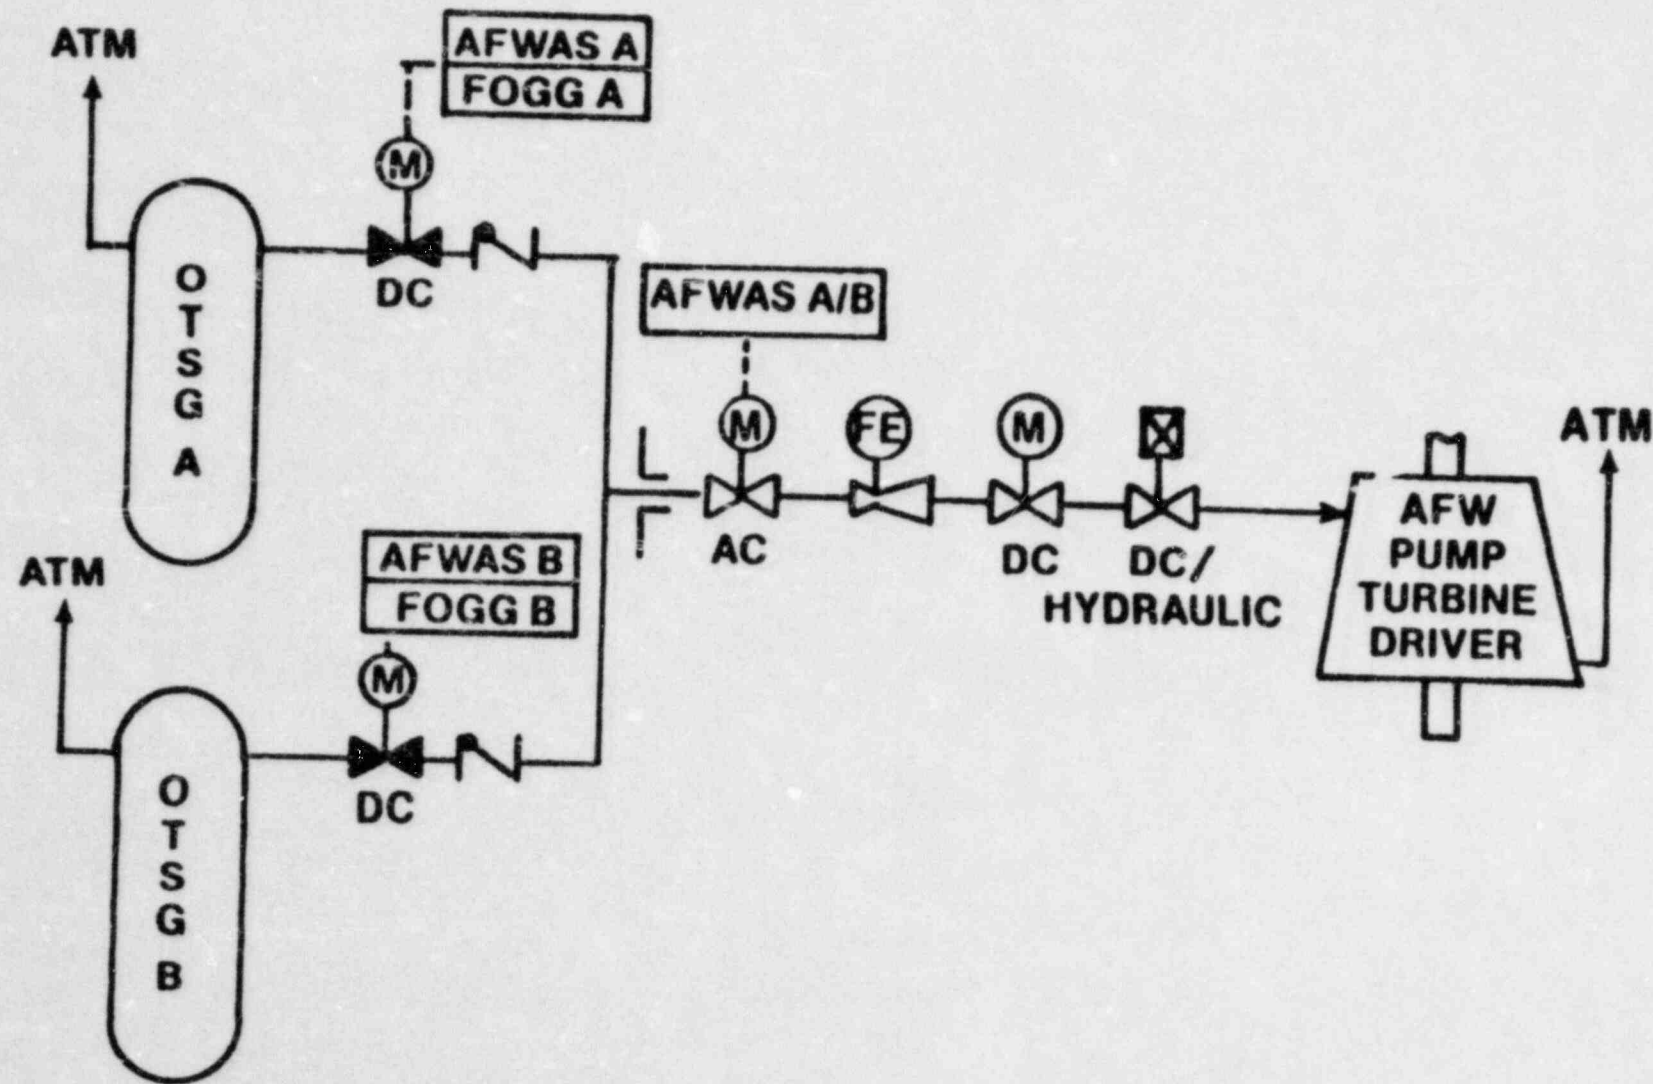 ATM
AFWAS A
FOGG A
M
DC
O
T
S
G
A
AFWAS A/B
M
FE
M
AC
DC
DC/
HYDRAULIC
ATM
AFW
PUMP
TURBINE
DRIVER
ATM
AFWAS B
FOGG B
M
DC
O
T
S
G
B